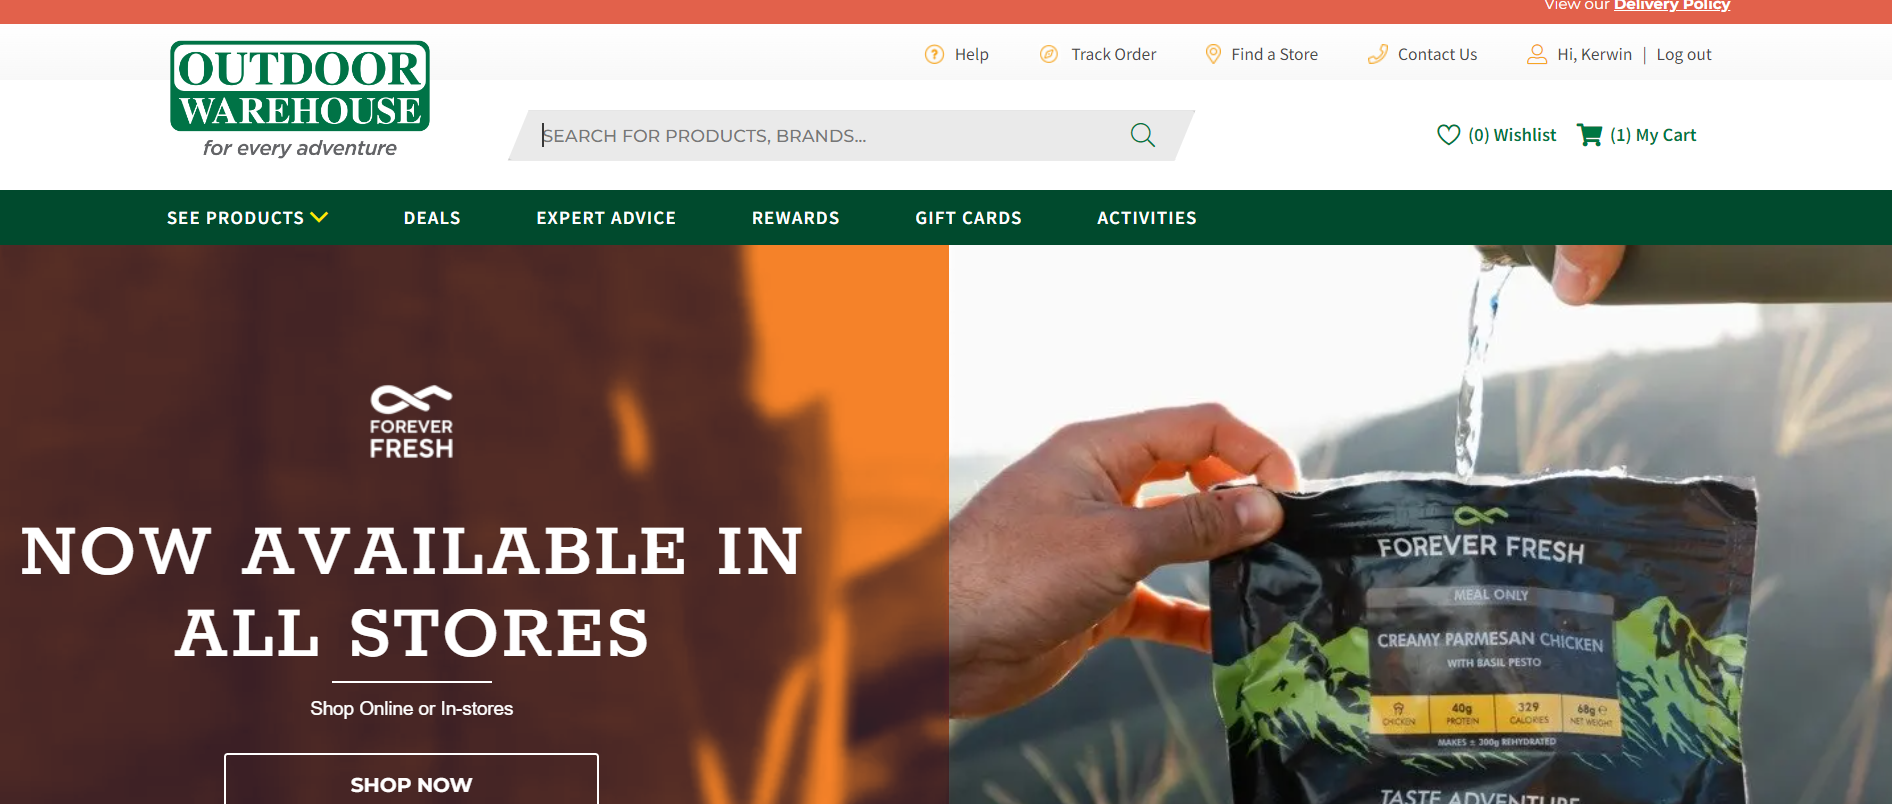 View our Delivery Policy
OUTDOOR
WAREHOUSE
for every adventure
Help
Track Order
Find a Store
Contact Us
Hi, Kerwin | Log out
SEARCH FOR PRODUCTS, BRANDS...
(0) Wishlist
(1) My Cart
SEE PRODUCTS
DEALS
EXPERT ADVICE
REWARDS
GIFT CARDS
ACTIVITIES
FOREVER
FRESH
NOW AVAILABLE IN
ALL STORES
Shop Online or In-stores
SHOP NOW
FOREVER FRESH
MEAL ONLY
CREAMY PARMESAN CHICKEN
WITH BASIL PESTO
CHICKEN
40g
PROTEIN
329
CALORIES
68g e
NET WEIGHT
MAKES ± 300g REHYDRATED
TASTE ADVENTURE